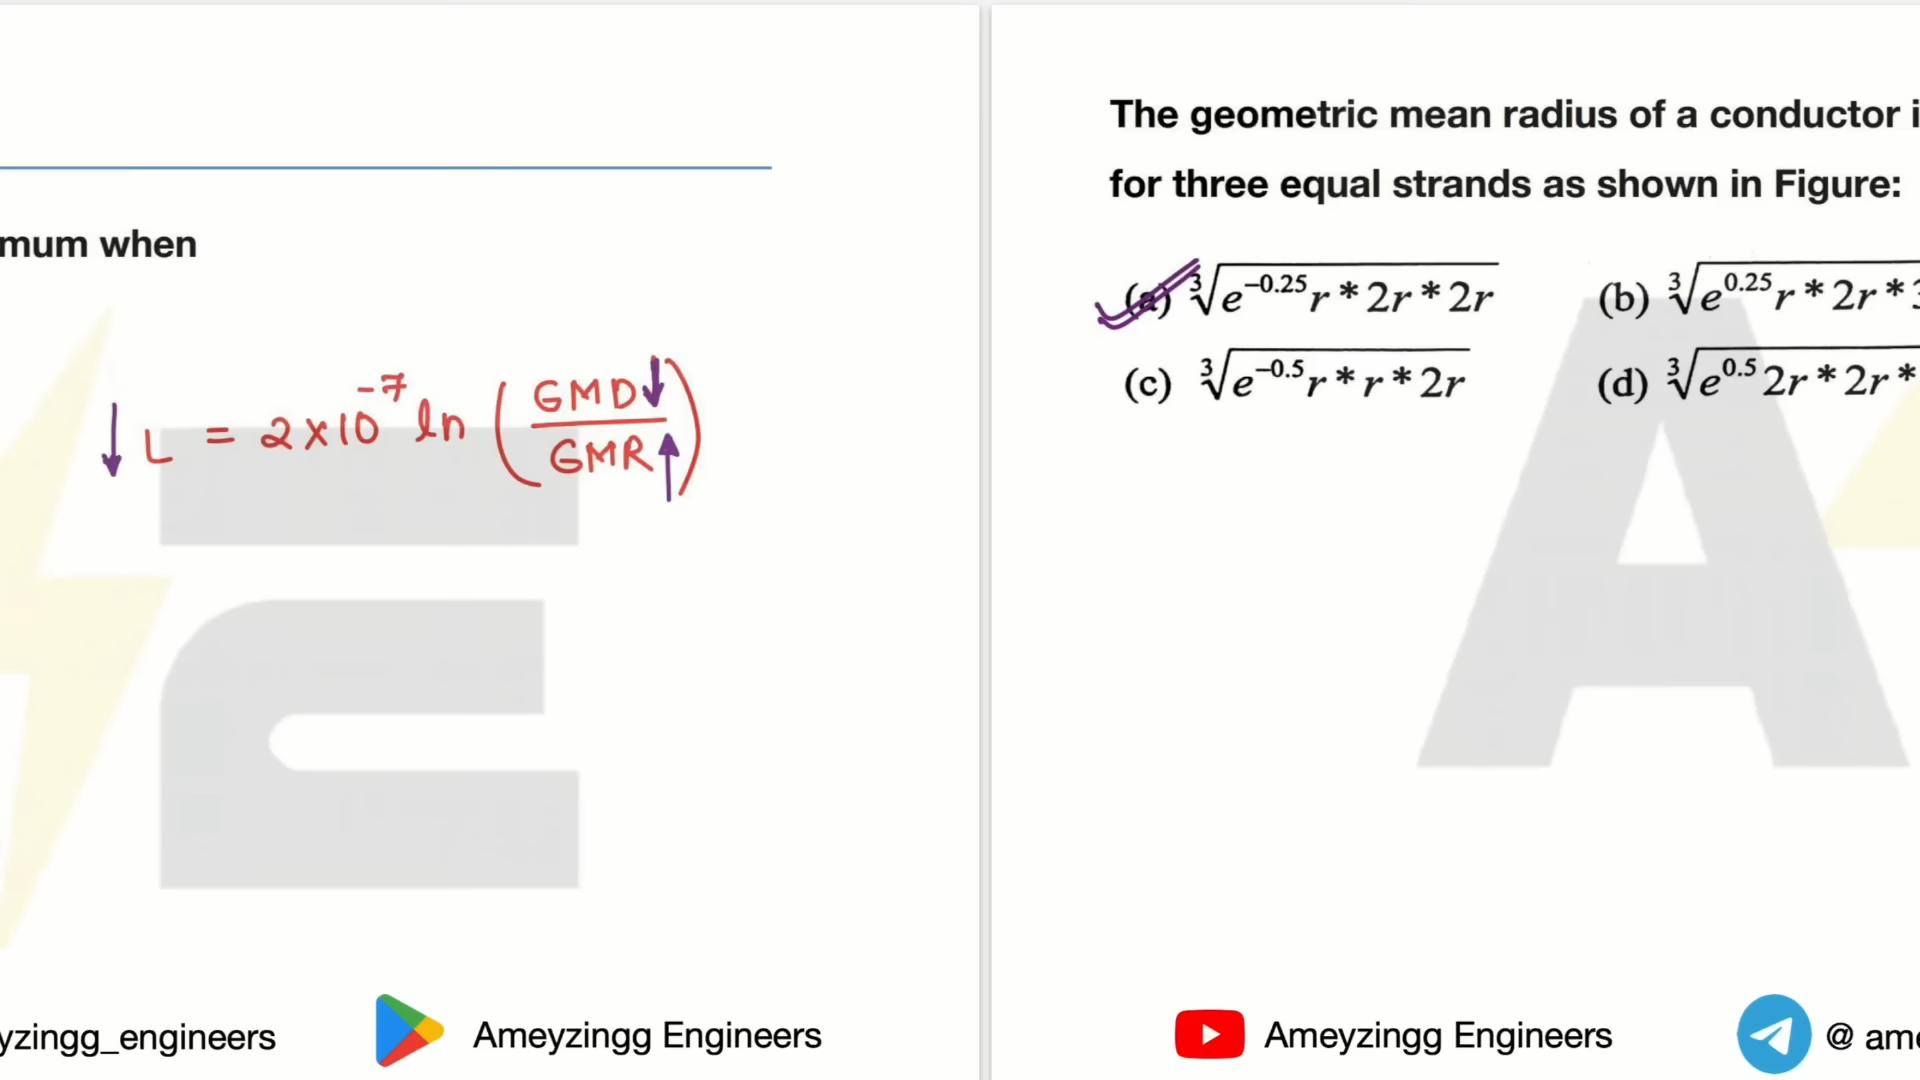 mum when
L = 2×10^-7 ln (GMD/GMR)
The geometric mean radius of a conductor
for three equal strands as shown in Figure:
(a) ∛(e^−0.25 r * 2r * 2r) (b) ∛(e^0.25 r * 2r *
(c) ∛(e^−0.5 r * r * 2r) (d) ∛(e^0.5 2r * 2r *
yzingg_engineers Ameyzingg Engineers Ameyzingg Engineers @ ame